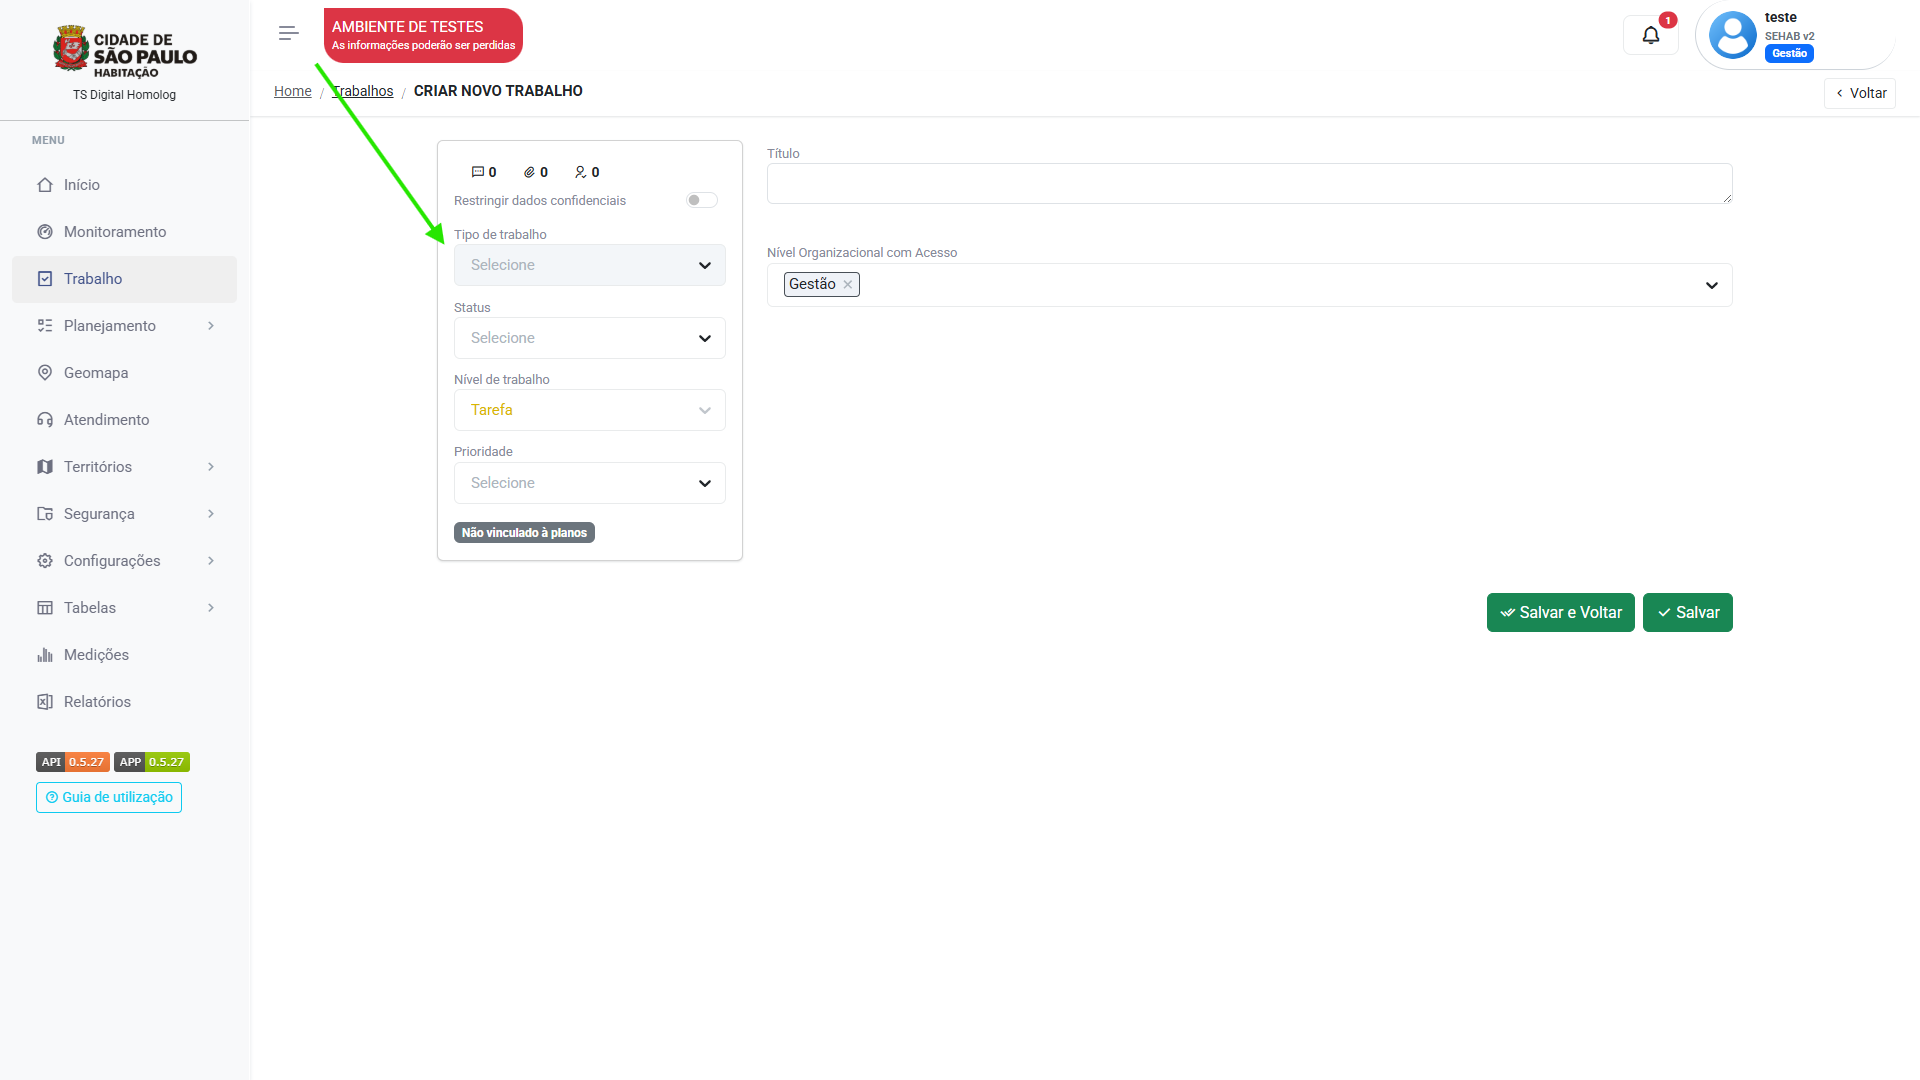 CIDADE DE
SÃO PAULO
HABITAÇÃO
TS Digital Homolog
MENU
Início
Monitoramento
Trabalho
Planejamento
Geomapa
Atendimento
Territórios
Segurança
Configurações
Tabelas
Medições
Relatórios
API 0.5.27 APP 0.5.27
Guia de utilização
AMBIENTE DE TESTES
As informações poderão ser perdidas
1
teste
SEHAB v2
Gestão
Home / Trabalhos / CRIAR NOVO TRABALHO
Voltar
0 0 0
Restringir dados confidenciais
Tipo de trabalho
Selecione
Status
Selecione
Nível de trabalho
Tarefa
Prioridade
Selecione
Não vinculado à planos
Título
Nível Organizacional com Acesso
Gestão
Salvar e Voltar
Salvar